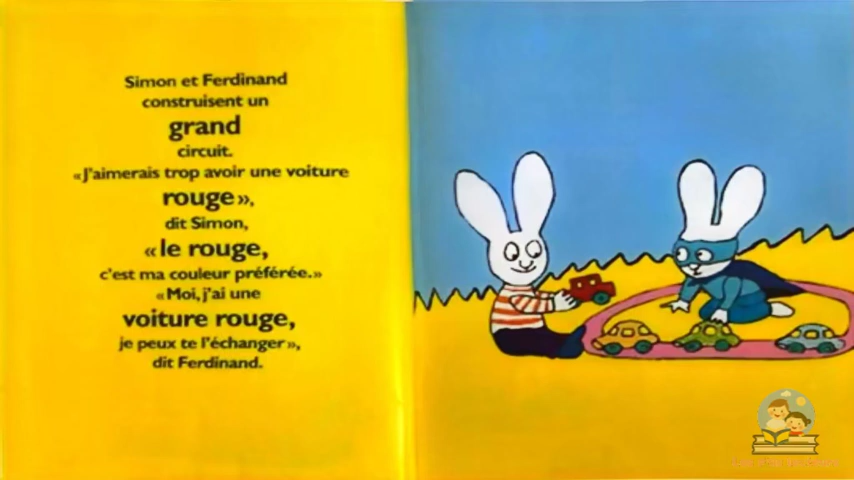 Simon et Ferdinand
construisent un
grand
circuit.
«J'aimerais trop avoir une voiture
rouge»,
dit Simon,
«le rouge,
c'est ma couleur préférée.»
«Moi, j'ai une
voiture rouge,
je peux te l'échanger»,
dit Ferdinand.